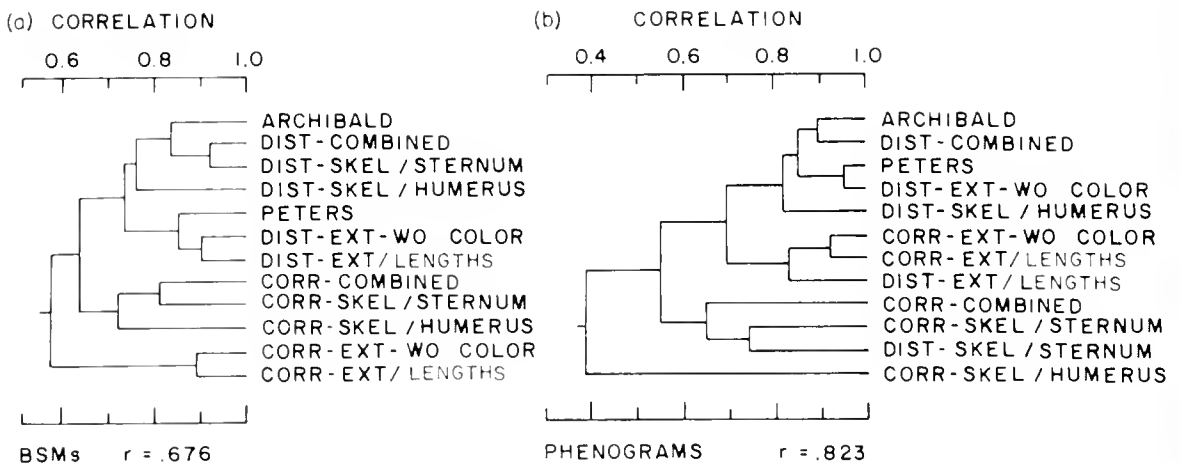 (a) CORRELATION
0.6 0.8 1.0
ARCHIBALD
DIST-COMBINED
DIST-SKEL/STERNUM
DIST-SKEL/HUMERUS
PETERS
DIST-EXT-WO COLOR
DIST-EXT/LENGTHS
CORR-COMBINED
CORR-SKEL/STERNUM
CORR-SKEL/HUMERUS
CORR-EXT-WO COLOR
CORR-EXT/LENGTHS
BSMs r = .676
(b) CORRELATION
0.4 0.6 0.8 1.0
ARCHIBALD
DIST-COMBINED
PETERS
DIST-EXT-WO COLOR
DIST-SKEL/HUMERUS
CORR-EXT-WO COLOR
CORR-EXT/LENGTHS
DIST-EXT/LENGTHS
CORR-COMBINED
CORR-SKEL/STERNUM
DIST-SKEL/STERNUM
CORR-SKEL/HUMERUS
PHENOGRAMS r = .823